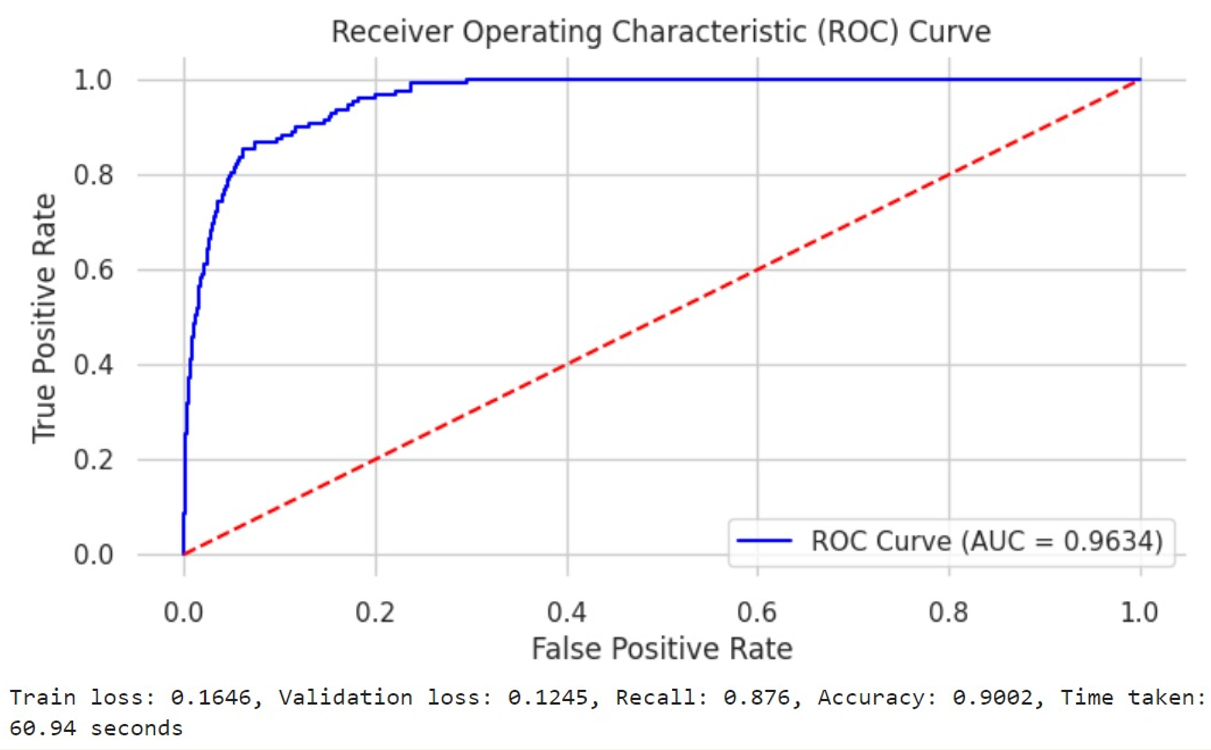 Receiver Operating Characteristic (ROC) Curve
1.0
0.8
0.6
0.4
0.2
0.0
True Positive Rate
ROC Curve (AUC = 0.9634)
0.0 0.2 0.4 0.6 0.8 1.0
False Positive Rate
Train loss: 0.1646, Validation loss: 0.1245, Recall: 0.876, Accuracy: 0.9002, Time taken:
60.94 seconds